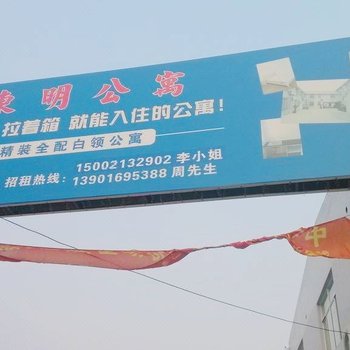 明公寓
拉着箱 就能入住的公寓!
精装全配白领公寓
招租热线: 15002132902 李小姐
13901695388 周先生
中